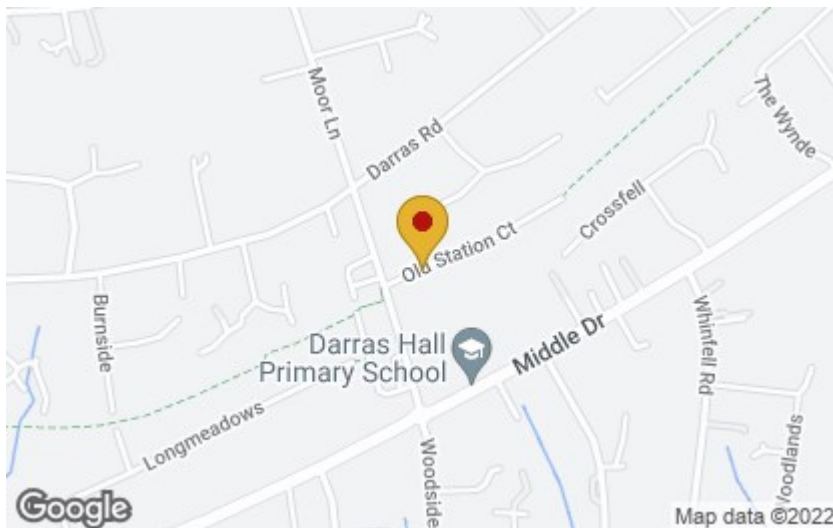 Moor Ln
Darras Rd
The Wynde
Crossfell
Old Station Ct
Burnside
Whinfell Rd
Darras Hall
Primary School
Middle Dr
Longmeadows
Woodside
Woodlands
Google
Map data ©2022